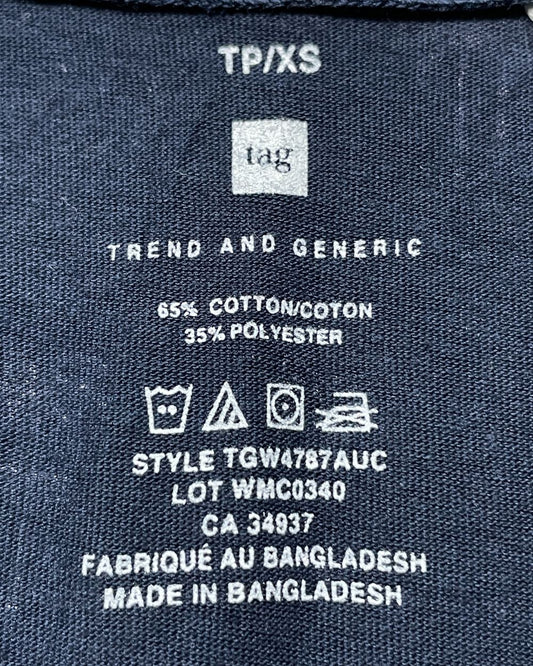 TP/XS
tag
TREND AND GENERIC
65% COTTON/COTON
35% POLYESTER
STYLE TGW4787AUC
LOT WMC0340
CA 34937
FABRIQUÉ AU BANGLADESH
MADE IN BANGLADESH